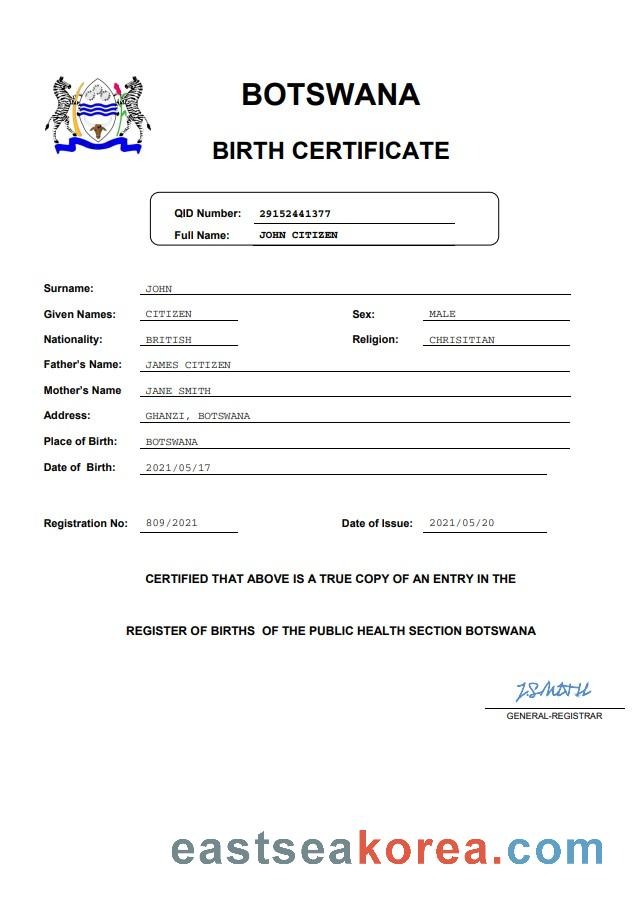 BOTSWANA
BIRTH CERTIFICATE
QID Number: 29152441377
Full Name: JOHN CITIZEN
Surname: JOHN
Given Names: CITIZEN Sex: MALE
Nationality: BRITISH Religion: CHRISITIAN
Father's Name: JAMES CITIZEN
Mother's Name JANE SMITH
Address: GHANZI, BOTSWANA
Place of Birth: BOTSWANA
Date of Birth: 2021/05/17
Registration No: 809/2021 Date of Issue: 2021/05/20
CERTIFIED THAT ABOVE IS A TRUE COPY OF AN ENTRY IN THE
REGISTER OF BIRTHS OF THE PUBLIC HEALTH SECTION BOTSWANA
J.SMITH
GENERAL-REGISTRAR
eastseakorea.com